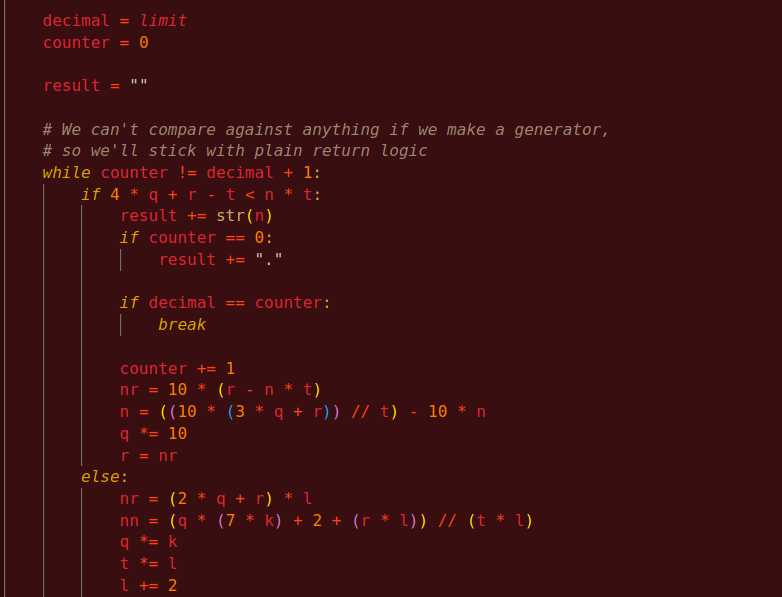 decimal = limit
counter = 0
result = ""
# We can't compare against anything if we make a generator,
# so we'll stick with plain return logic
while counter != decimal + 1:
if 4 * q + r - t < n * t:
result += str(n)
if counter == 0:
result += "."
if decimal == counter:
break
counter += 1
nr = 10 * (r - n * t)
n = ((10 * (3 * q + r)) // t) - 10 * n
q *= 10
r = nr
else:
nr = (2 * q + r) * l
nn = (q * (7 * k) + 2 + (r * l)) // (t * l)
q *= k
t *= l
l += 2